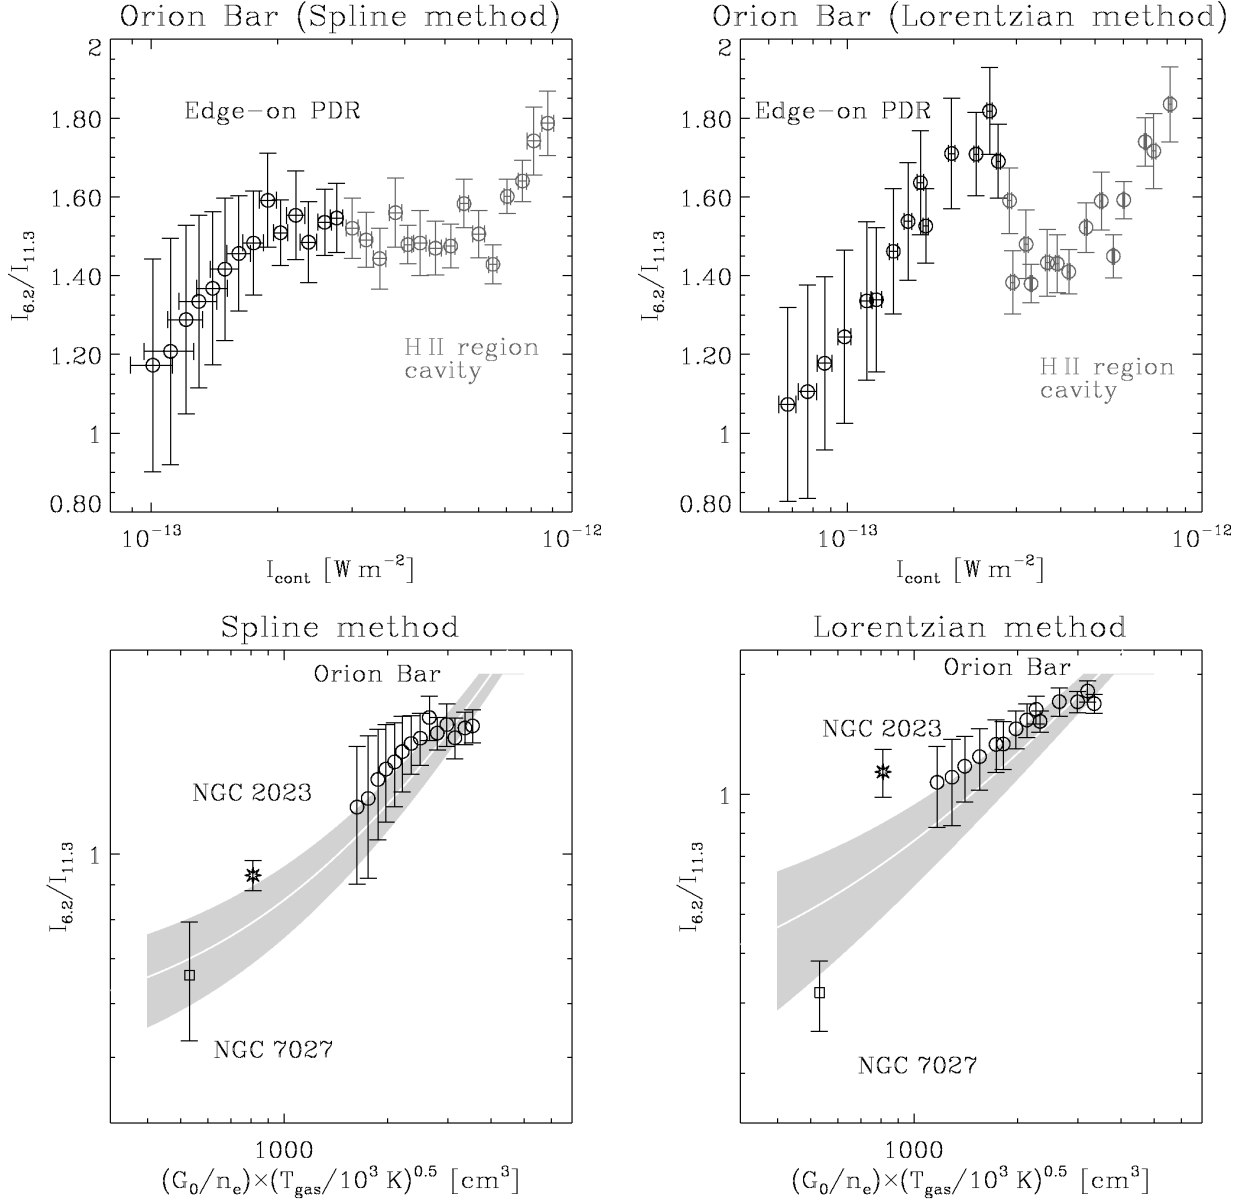 Orion Bar (Spline method)
2
1.80
1.60
1.40
1.20
1
0.80
I6.2/I11.3
Edge-on PDR
H II region
cavity
10−13
10−12
Icont [W m−2]
Orion Bar (Lorentzian method)
2
1.80
1.60
1.40
1.20
1
0.80
I6.2/I11.3
Edge-on PDR
H II region
cavity
10−13
10−12
Icont [W m−2]
Spline method
Orion Bar
NGC 2023
NGC 7027
1
I6.2/I11.3
1000
(G0/ne)×(Tgas/10³ K)0.5 [cm³]
Lorentzian method
Orion Bar
NGC 2023
NGC 7027
1
I6.2/I11.3
1000
(G0/ne)×(Tgas/10³ K)0.5 [cm³]